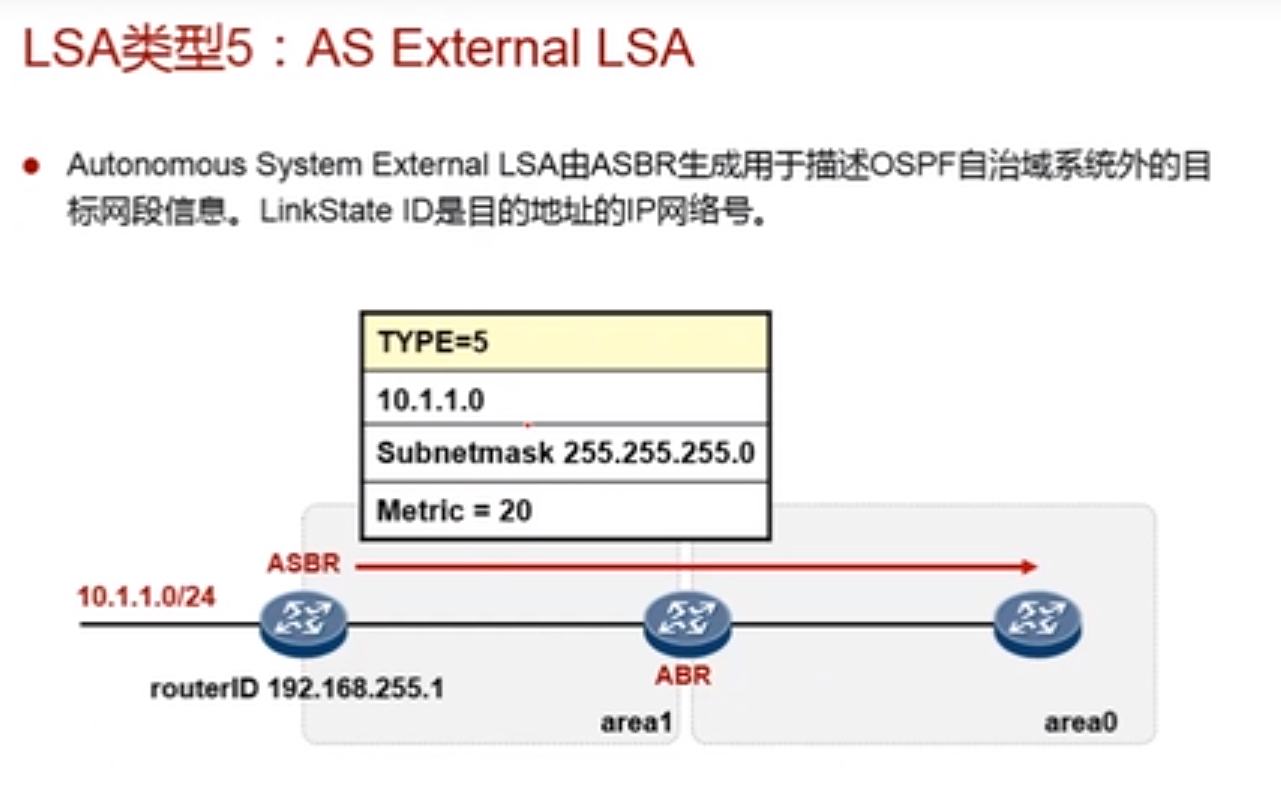 LSA类型5：AS External LSA
Autonomous System External LSA由ASBR生成用于描述OSPF自治域系统外的目
标网段信息。LinkState ID是目的地址的IP网络号。
TYPE=5
10.1.1.0
Subnetmask 255.255.255.0
Metric = 20
ASBR
10.1.1.0/24
ABR
routerID 192.168.255.1
area1
area0